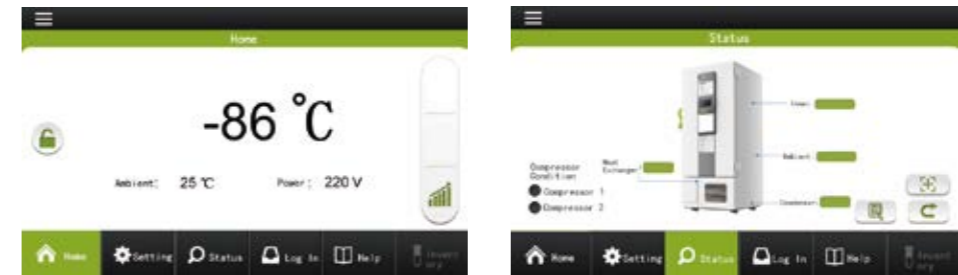 Home
-86 ℃
Ambient: 25 ℃ Power: 220 V
Home Setting Status Log In Help Inventory
Status
Ambient
Compressor Condition
Heat Exchanger
Compressor 1
Compressor 2
Condenser
Home Setting Status Log In Help